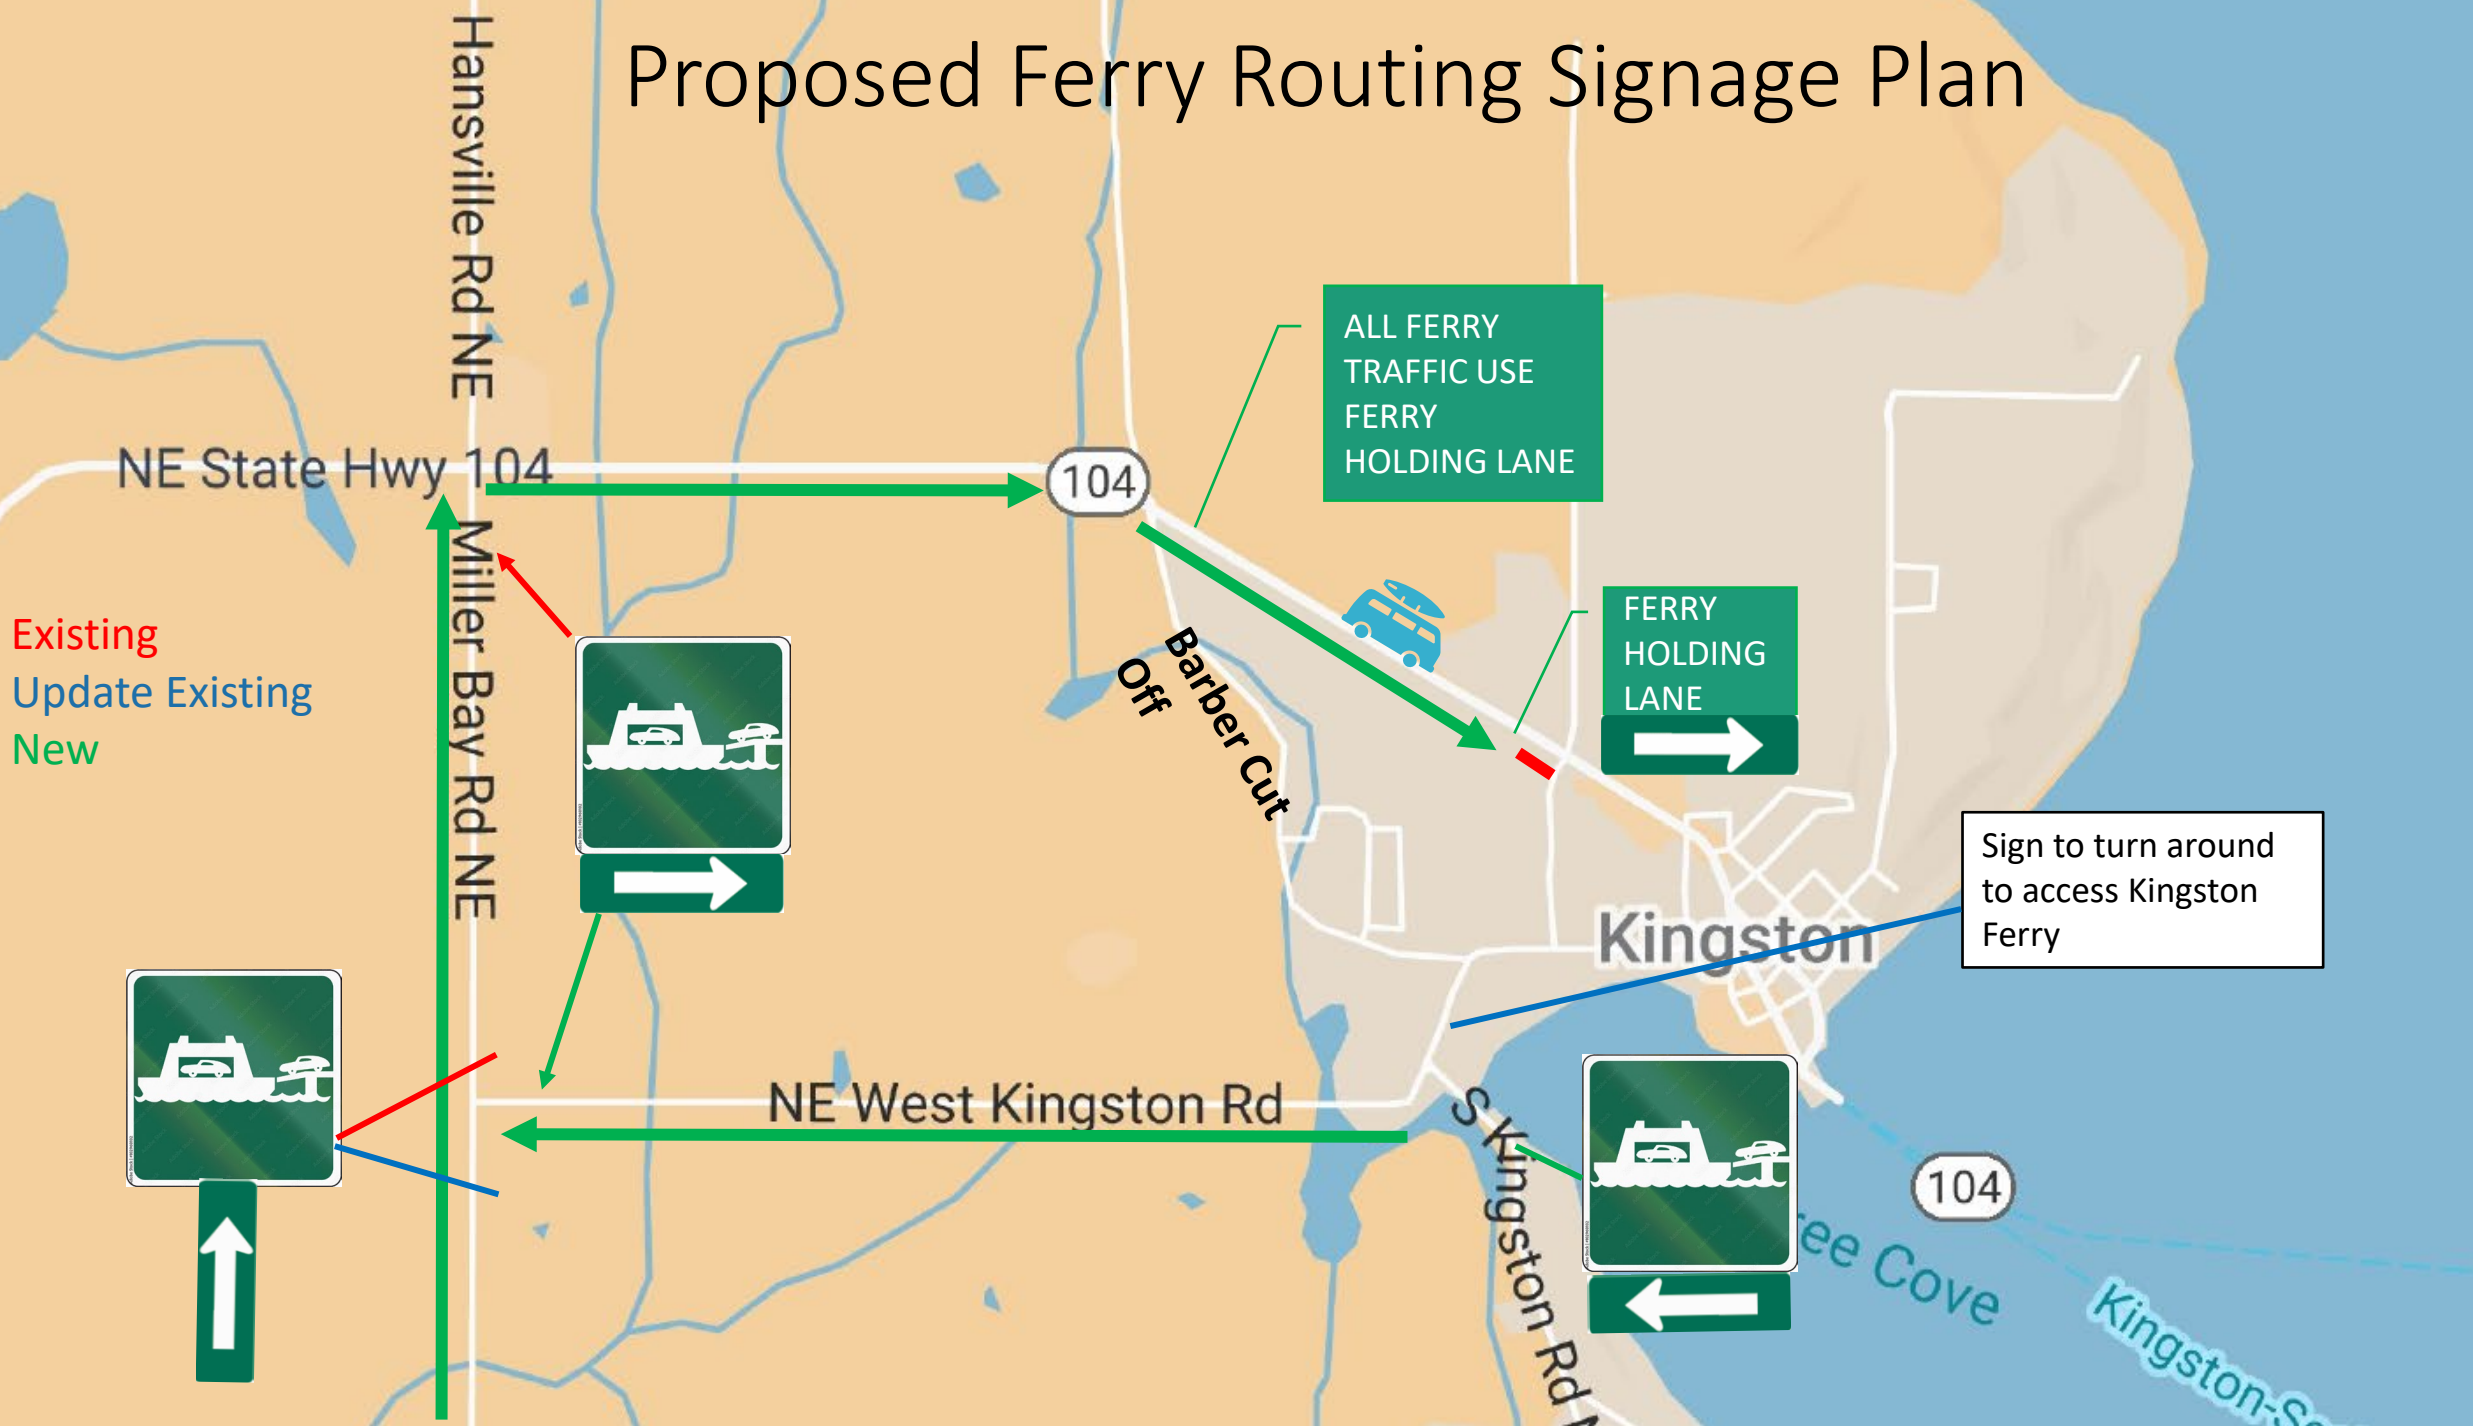 Proposed Ferry Routing Signage Plan
Hansville Rd NE
ALL FERRY
TRAFFIC USE
FERRY
HOLDING LANE
NE State Hwy 104
104
Miller Bay Rd NE
FERRY
HOLDING
LANE
Existing
Update Existing
New
Barber Cut
Off
Sign to turn around
to access Kingston
Ferry
Kingston
NE West Kingston Rd
S Kingston Rd
104
ree Cove
Kingston-S